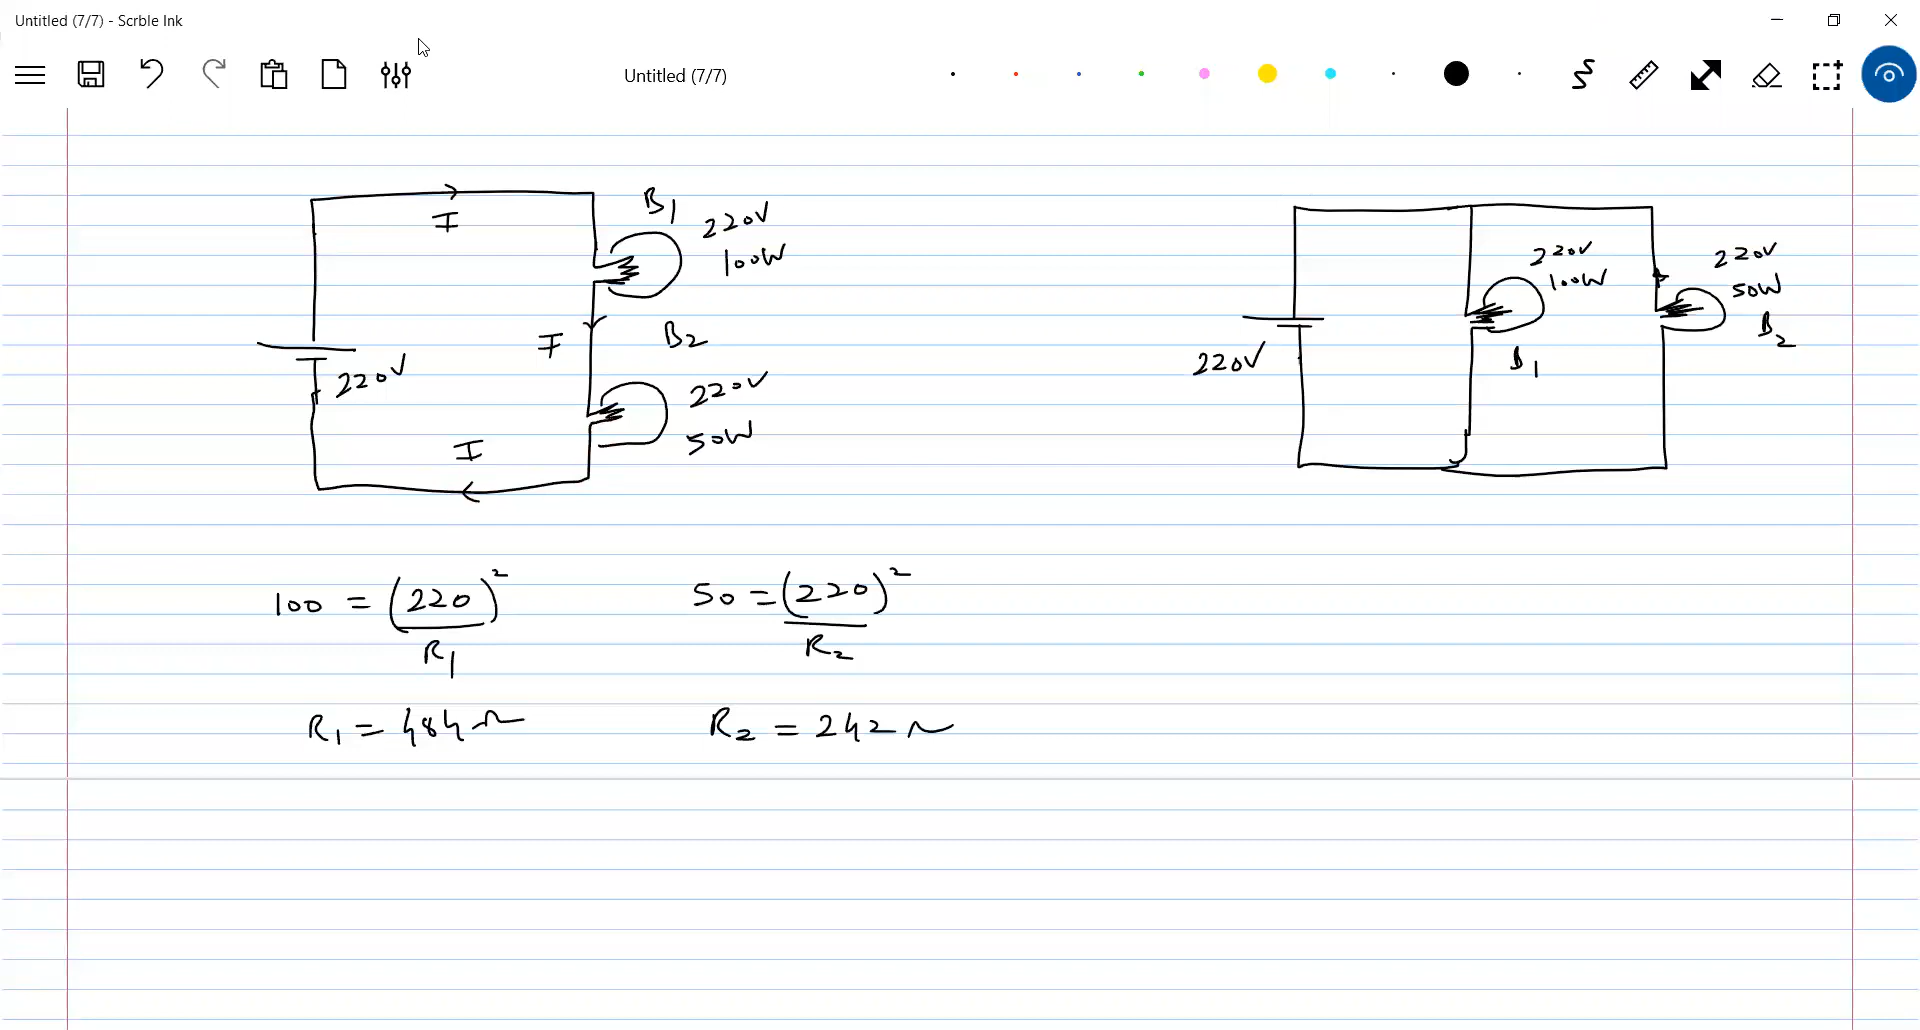 Untitled (7/7) - Scrble Ink
Untitled (7/7)
I
B1
220V
100W
I
B2
220V
220V
50W
I
220V
100W
220V
50W
B2
220V
B1
100 = (220)²
R1
50 = (220)²
R2
R1 = 484 Ω
R2 = 242 Ω